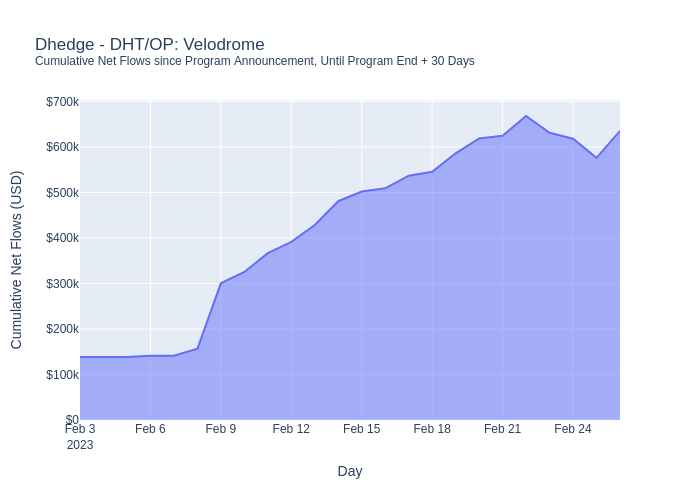 Dhedge - DHT/OP: Velodrome
Cumulative Net Flows since Program Announcement, Until Program End + 30 Days
Cumulative Net Flows (USD)
$700k
$600k
$500k
$400k
$300k
$200k
$100k
$0
Feb 3
2023
Feb 6
Feb 9
Feb 12
Feb 15
Feb 18
Feb 21
Feb 24
Day